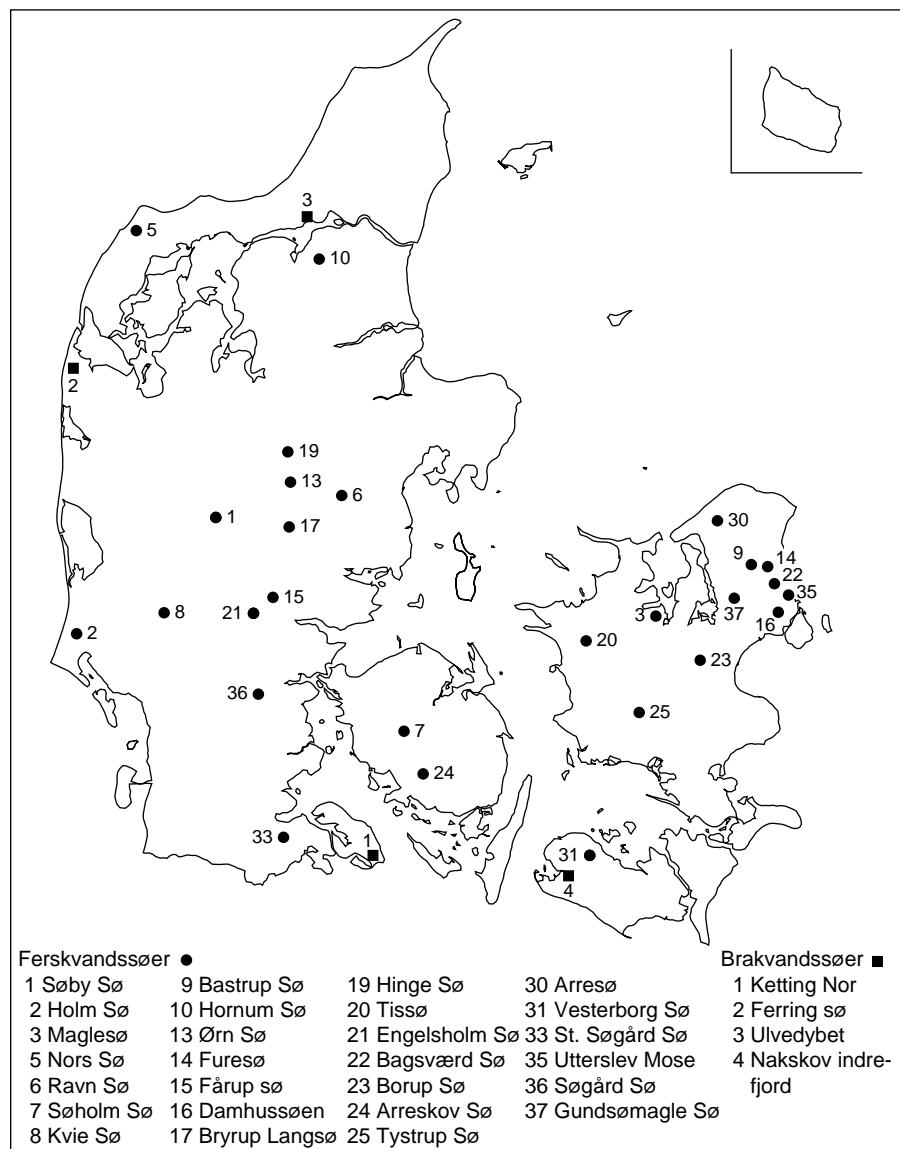 3
5
10
2
19
13
6
1
17
30
9
14
22
35
15
37
8
21
3
16
2
20
23
36
25
7
24
33
1
31
4
Ferskvandssøer
1 Søby Sø
2 Holm Sø
3 Maglesø
5 Nors Sø
6 Ravn Sø
7 Søholm Sø
8 Kvie Sø
9 Bastrup Sø
10 Hornum Sø
13 Ørn Sø
14 Furesø
15 Fårup sø
16 Damhussøen
17 Bryrup Langsø
19 Hinge Sø
20 Tissø
21 Engelsholm Sø
22 Bagsværd Sø
23 Borup Sø
24 Arreskov Sø
25 Tystrup Sø
30 Arresø
31 Vesterborg Sø
33 St. Søgård Sø
35 Utterslev Mose
36 Søgård Sø
37 Gundsømagle Sø
Brakvandssøer
1 Ketting Nor
2 Ferring sø
3 Ulvedybet
4 Nakskov indre-
fjord